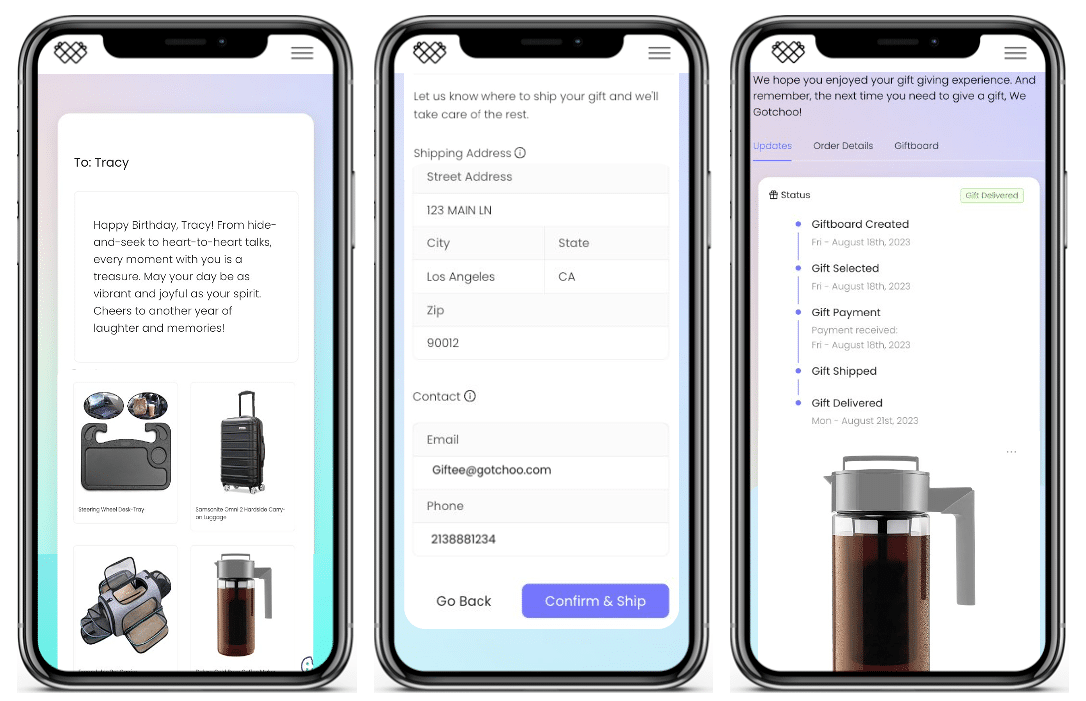 To: Tracy
Happy Birthday, Tracy! From hide-
and-seek to heart-to-heart talks,
every moment with you is a
treasure. May your day be as
vibrant and joyful as your spirit.
Cheers to another year of
laughter and memories!
Steering Wheel Desk-Tray
Samsonite Omni 2 Hardside Carry-
on Luggage
Let us know where to ship your gift and we'll
take care of the rest.
Shipping Address
Street Address
123 MAIN LN
City State
Los Angeles CA
Zip
90012
Contact
Email
Giftee@gotchoo.com
Phone
2138881234
Go Back Confirm & Ship
We hope you enjoyed your gift giving experience. And
remember, the next time you need to give a gift, We
Gotchoo!
Updates Order Details Giftboard
Status Gift Delivered
Giftboard Created
Fri - August 18th, 2023
Gift Selected
Fri - August 18th, 2023
Gift Payment
Payment received:
Fri - August 18th, 2023
Gift Shipped
Gift Delivered
Mon - August 21st, 2023
...